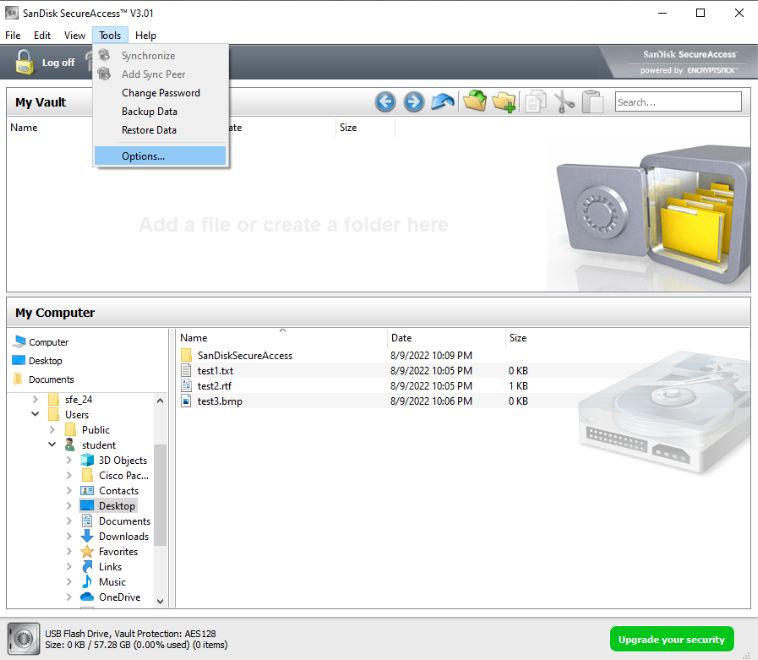 SanDisk SecureAccess™ V3.01
File Edit View Tools Help
Log off
SanDisk SecureAccess™
powered by ENCRYPTSTICK™
Synchronize
Add Sync Peer
Change Password
Backup Data
Restore Data
Options...
My Vault
Search...
Name ate Size
Add a file or create a folder here
My Computer
Computer
Desktop
Documents
sfe_24
Users
Public
student
3D Objects
Cisco Pac...
Contacts
Desktop
Documents
Downloads
Favorites
Links
Music
OneDrive
Name Date Size
SanDiskSecureAccess 8/9/2022 10:09 PM
test1.txt 8/9/2022 10:05 PM 0 KB
test2.rtf 8/9/2022 10:05 PM 1 KB
test3.bmp 8/9/2022 10:06 PM 0 KB
USB Flash Drive, Vault Protection: AES128
Size: 0 KB / 57.28 GB (0.00% used) (0 items)
Upgrade your security